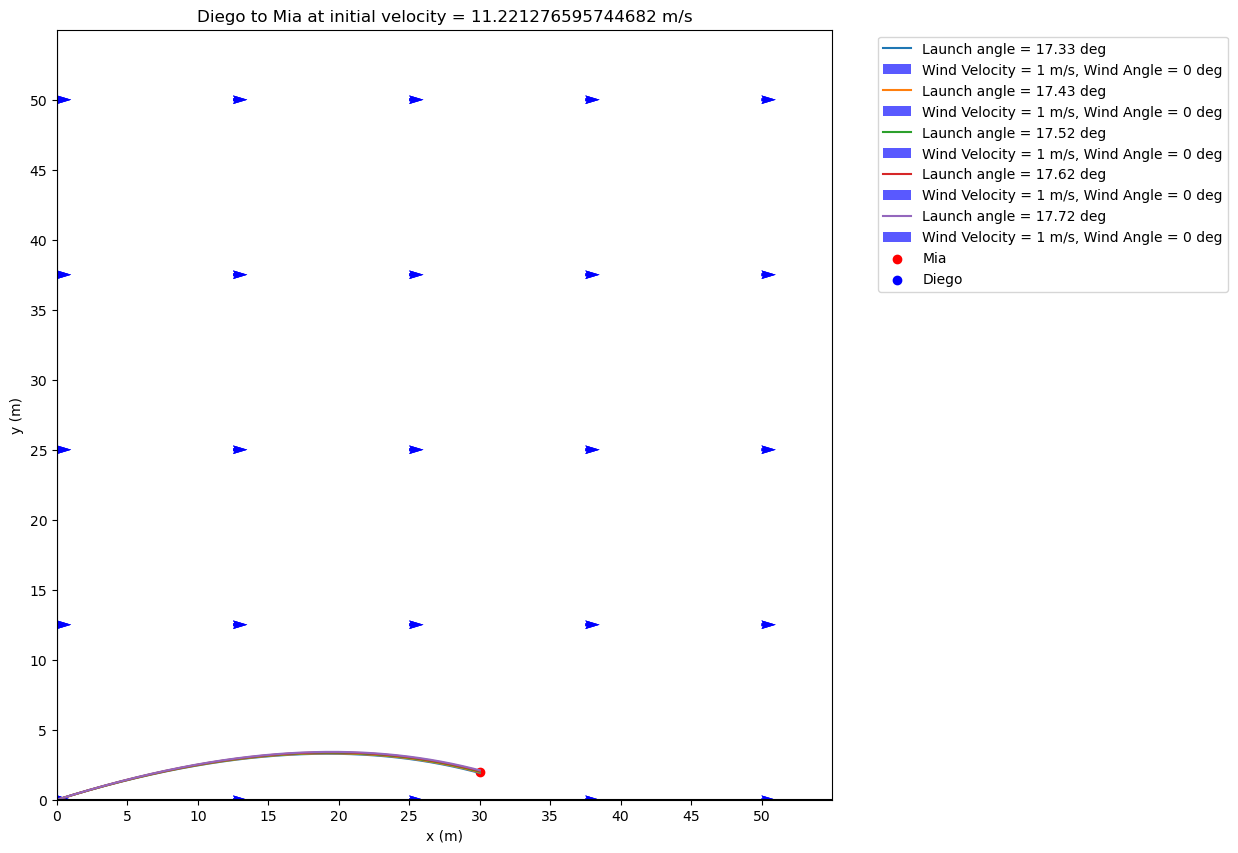 Diego to Mia at initial velocity = 11.221276595744682 m/s
Launch angle = 17.33 deg
Wind Velocity = 1 m/s, Wind Angle = 0 deg
Launch angle = 17.43 deg
Wind Velocity = 1 m/s, Wind Angle = 0 deg
Launch angle = 17.52 deg
Wind Velocity = 1 m/s, Wind Angle = 0 deg
Launch angle = 17.62 deg
Wind Velocity = 1 m/s, Wind Angle = 0 deg
Launch angle = 17.72 deg
Wind Velocity = 1 m/s, Wind Angle = 0 deg
Mia
Diego
y (m)
50
45
40
35
30
25
20
15
10
5
0
0 5 10 15 20 25 30 35 40 45 50
x (m)